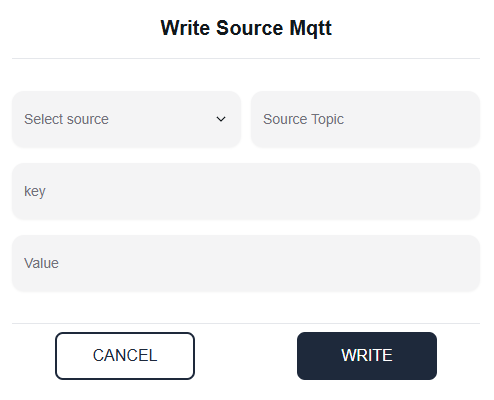 Write Source Mqtt
Select source
Source Topic
key
Value
CANCEL
WRITE